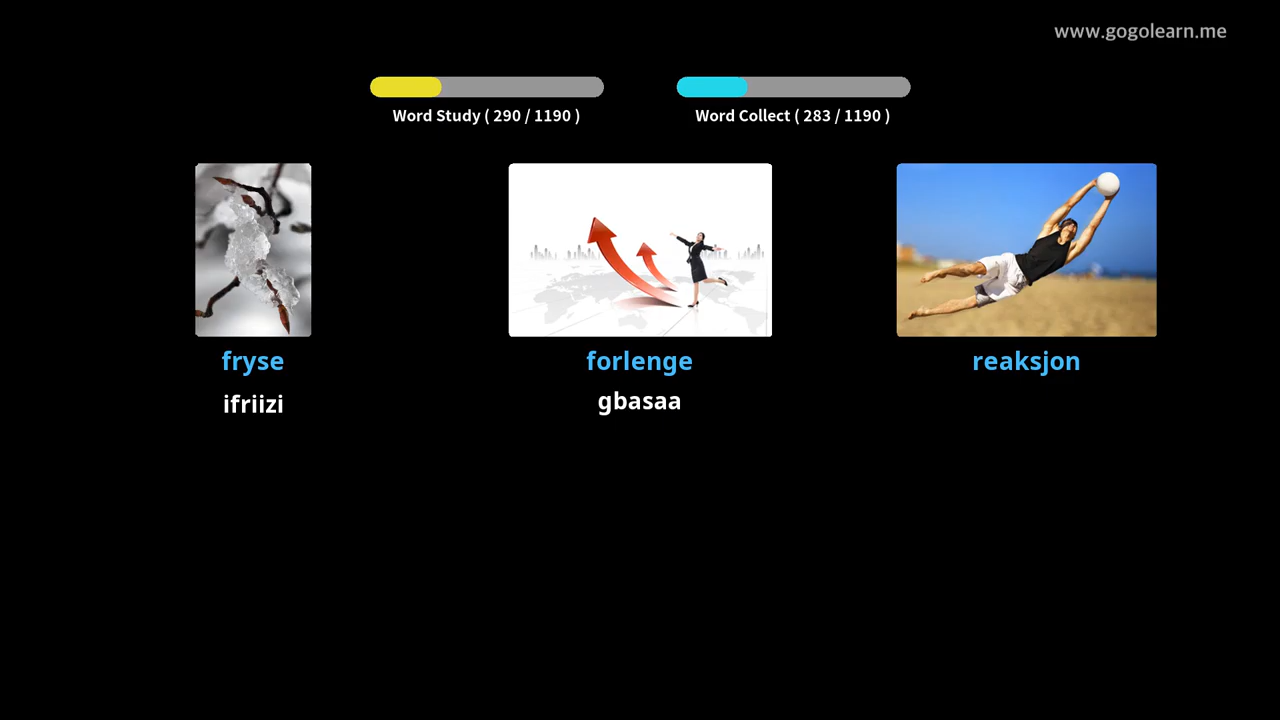 www.gogolearn.me
Word Study ( 290 / 1190 )
Word Collect ( 283 / 1190 )
fryse
forlenge
reaksjon
ifriizi
gbasaa